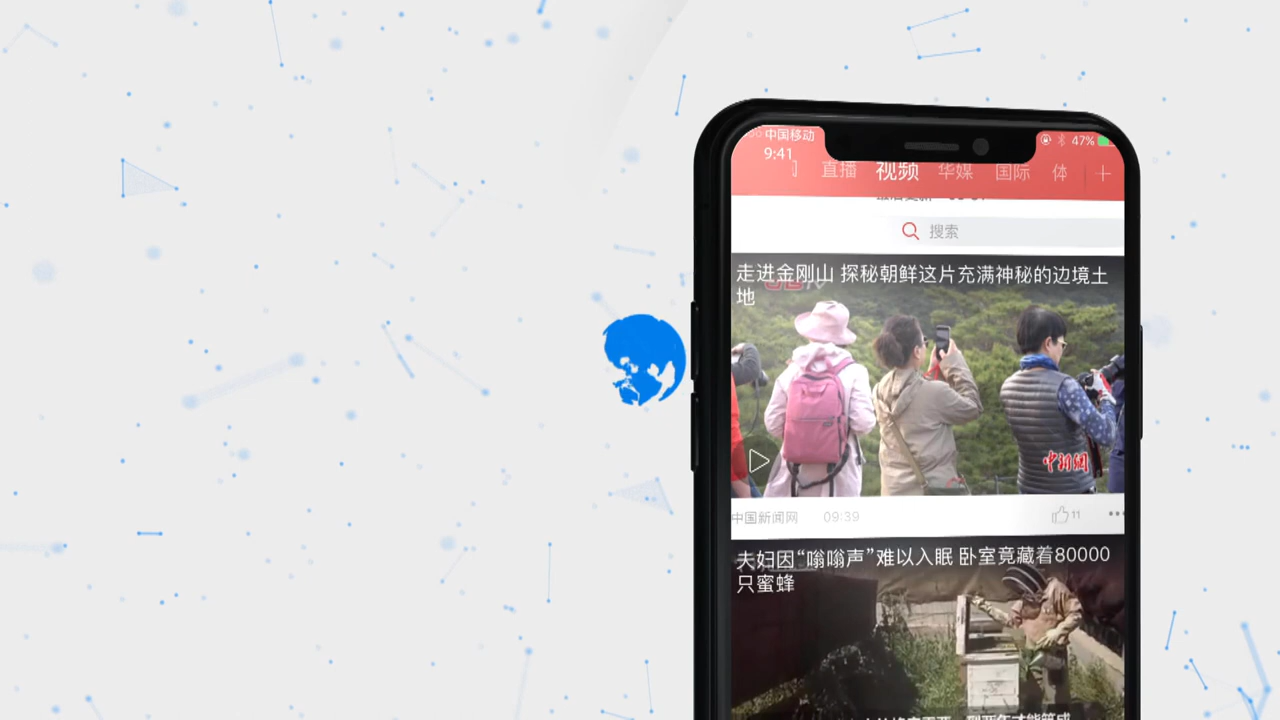 中国移动
47%
9:41
直播 视频 华媒 国际 体 +
搜索
走进金刚山 探秘朝鲜这片充满神秘的边境土
地
中新網
中国新闻网 09:39 11
夫妇因“嗡嗡声”难以入眠 卧室竟藏着80000
只蜜蜂